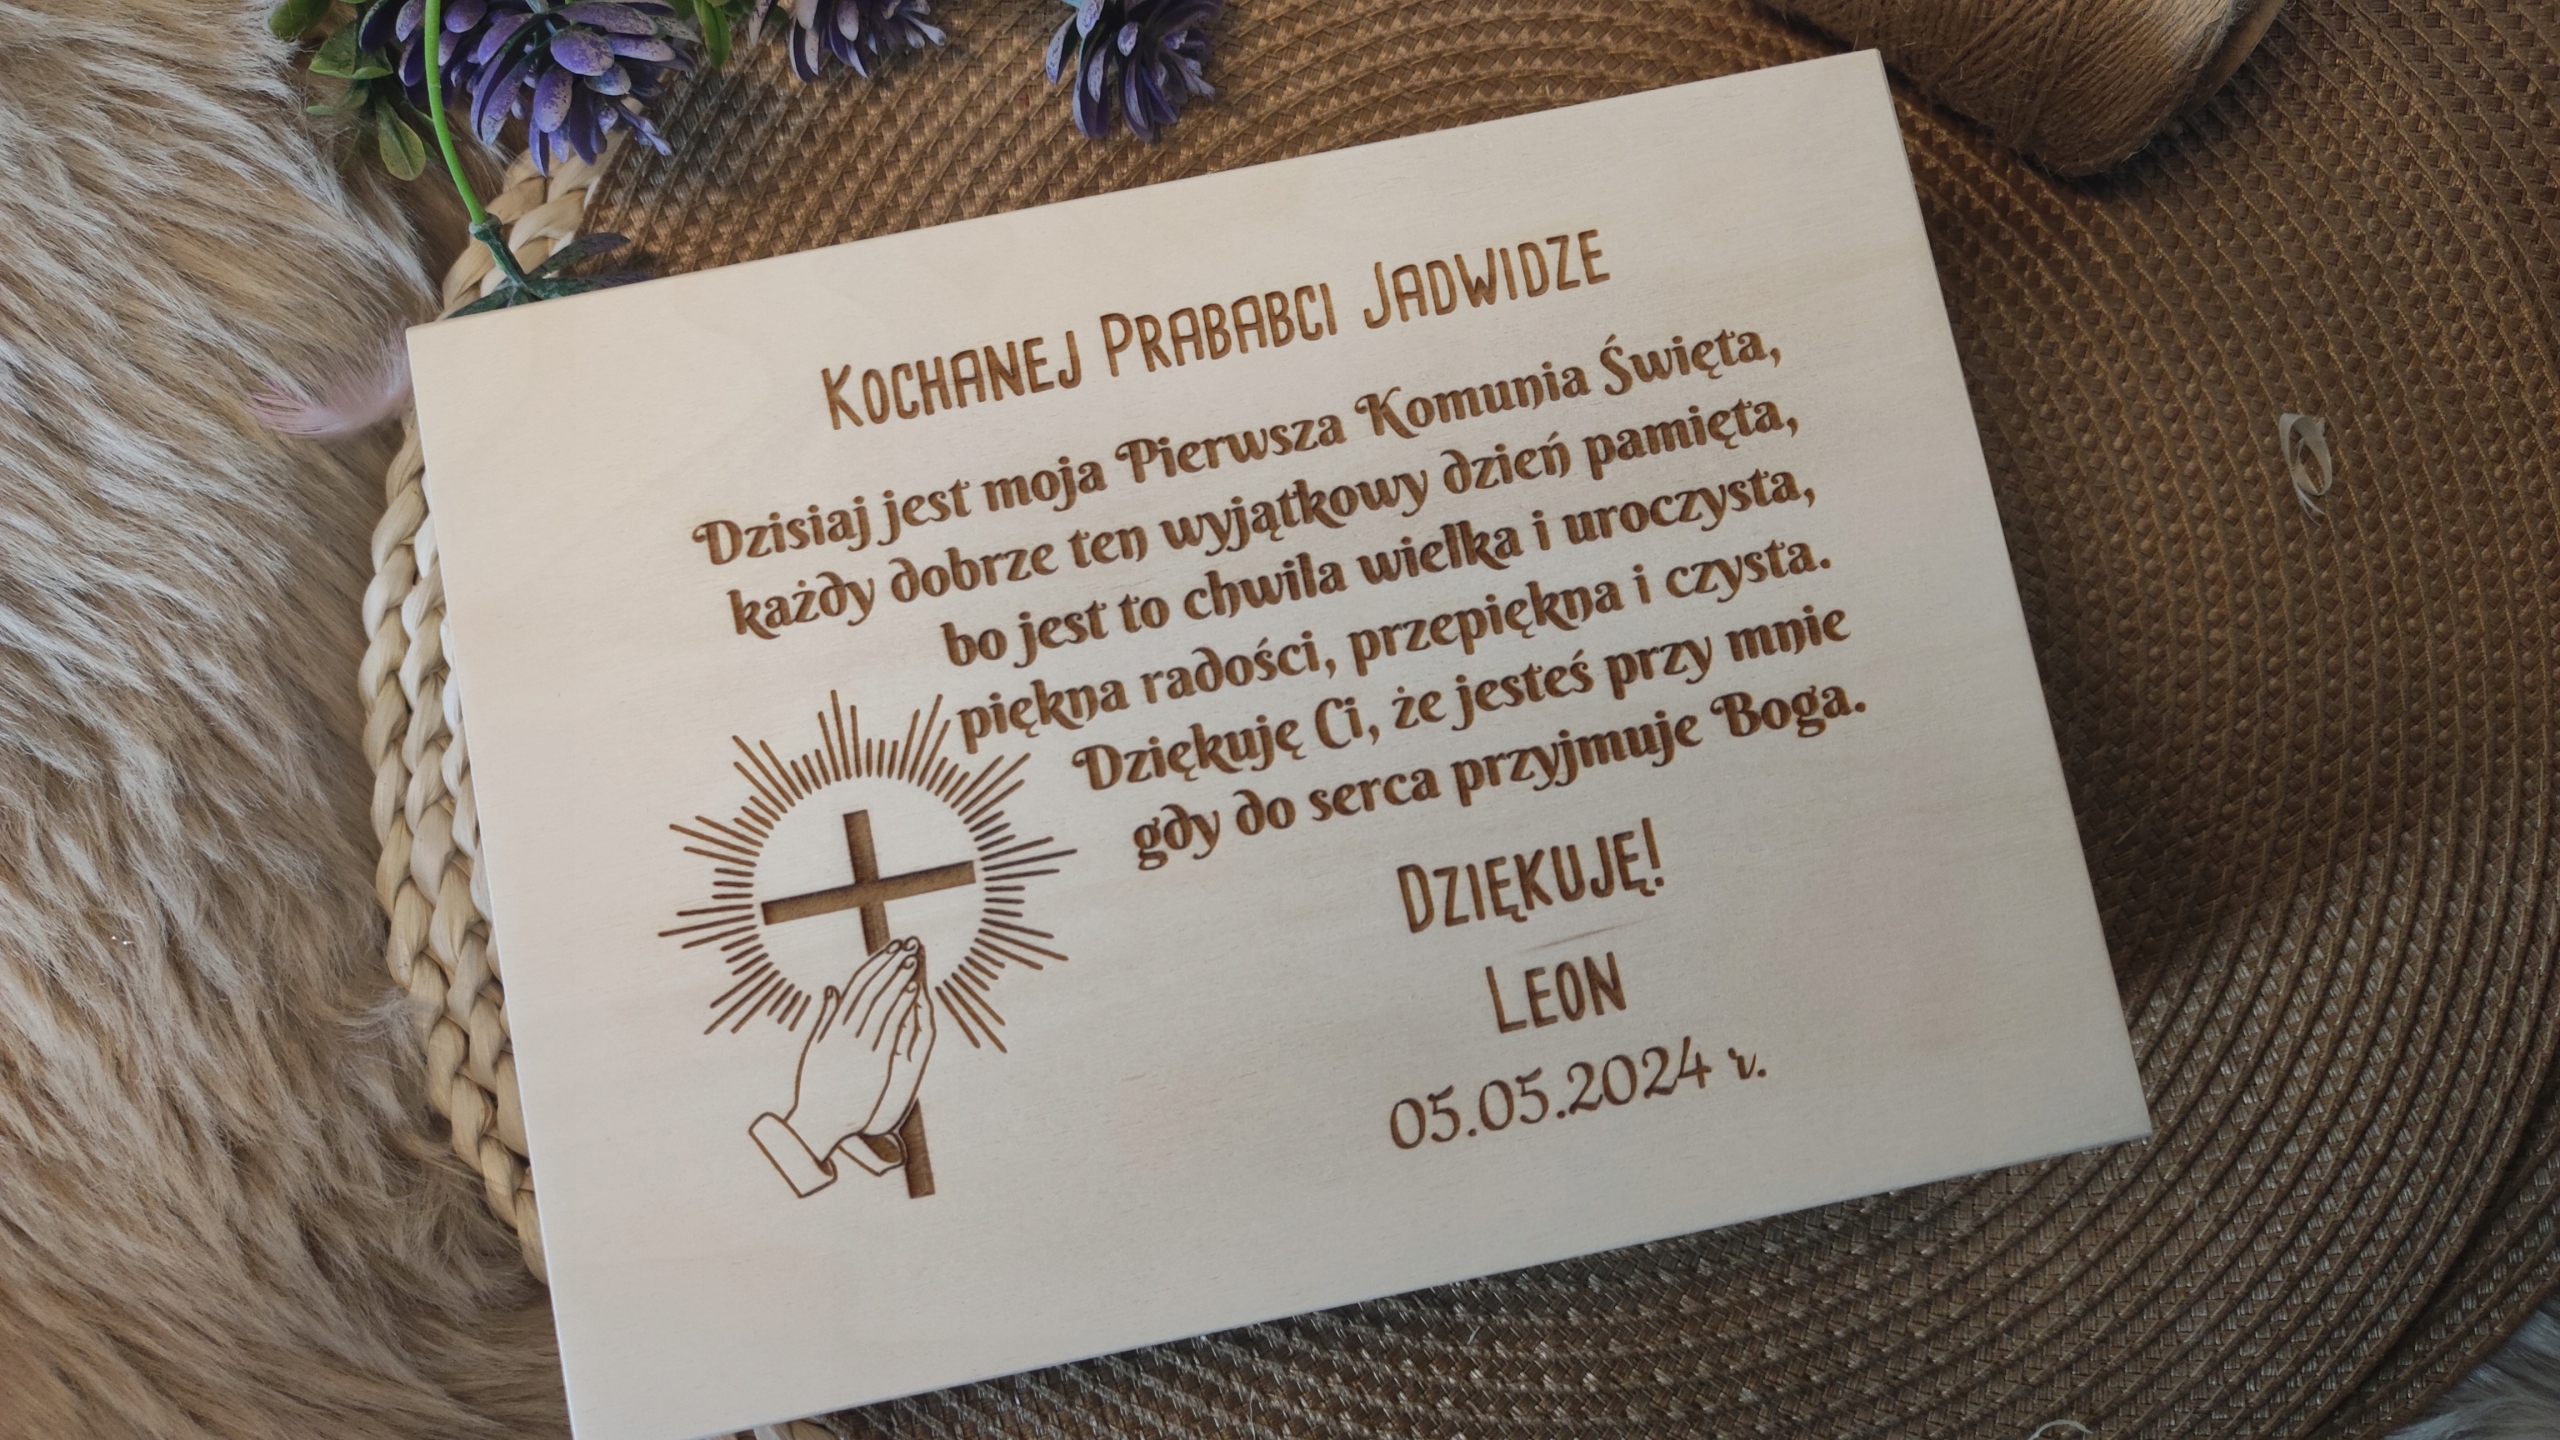 Kochanej Prababci Jadwidze
Dzisiaj jest moja Pierwsza Komunia Święta,
każdy dobrze ten wyjątkowy dzień pamięta,
bo jest to chwila wielka i uroczysta,
piękna radości, przepiękna i czysta.
Dziękuję Ci, że jesteś przy mnie
gdy do serca przyjmuje Boga.
Dziękuję!
Leon
05.05.2024 r.